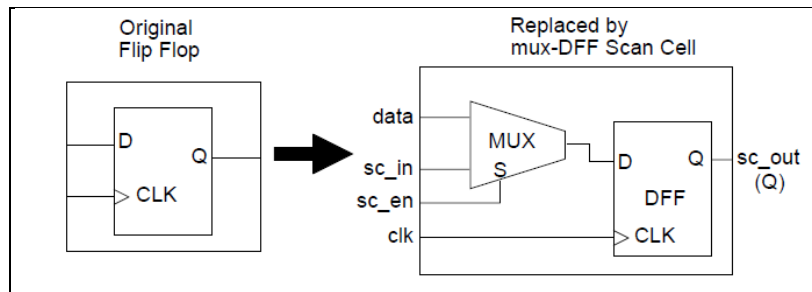 Original
Flip Flop
D
Q
CLK
Replaced by
mux-DFF Scan Cell
data
sc_in
sc_en
clk
MUX
S
D
Q
DFF
CLK
sc_out
(Q)